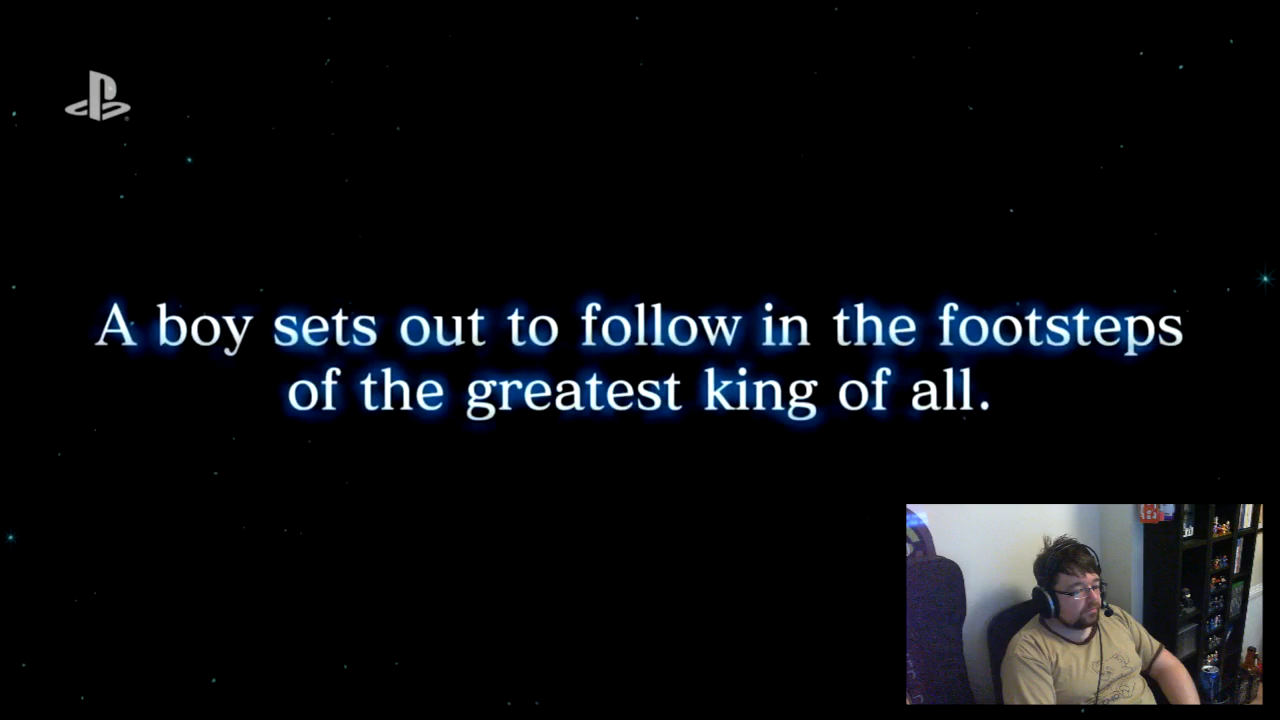 A boy sets out to follow in the footsteps
of the greatest king of all.